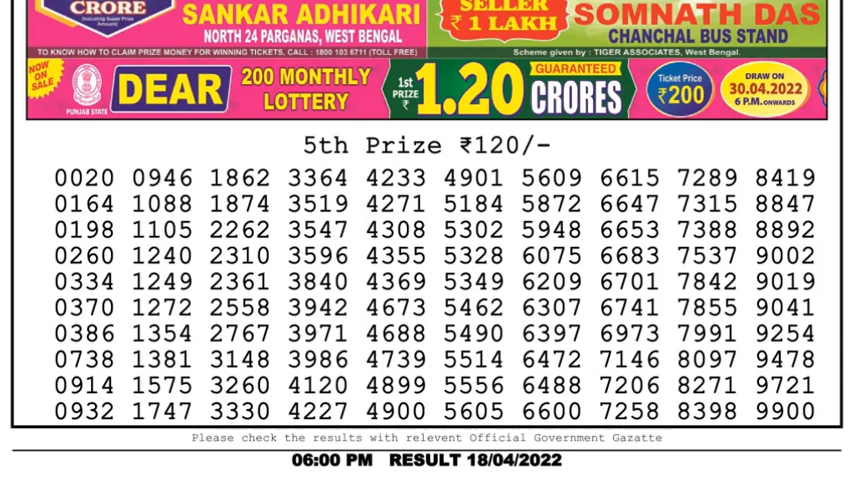 CRORE
(Including Super Prize Amount)
SANKAR ADHIKARI
NORTH 24 PARGANAS, WEST BENGAL
SELLER
₹ 1 LAKH
SOMNATH DAS
CHANCHAL BUS STAND
TO KNOW HOW TO CLAIM PRIZE MONEY FOR WINNING TICKETS, CALL : 1800 103 6711 (TOLL FREE)
Scheme given by : TIGER ASSOCIATES, West Bengal.
NOW ON SALE
PUNJAB STATE
DEAR
200 MONTHLY
LOTTERY
1st PRIZE ₹
1.20
GUARANTEED
CRORES
Ticket Price
₹200
DRAW ON
30.04.2022
6 P.M. ONWARDS
5th Prize ₹120/-
0020 0946 1862 3364 4233 4901 5609 6615 7289 8419
0164 1088 1874 3519 4271 5184 5872 6647 7315 8847
0198 1105 2262 3547 4308 5302 5948 6653 7388 8892
0260 1240 2310 3596 4355 5328 6075 6683 7537 9002
0334 1249 2361 3840 4369 5349 6209 6701 7842 9019
0370 1272 2558 3942 4673 5462 6307 6741 7855 9041
0386 1354 2767 3971 4688 5490 6397 6973 7991 9254
0738 1381 3148 3986 4739 5514 6472 7146 8097 9478
0914 1575 3260 4120 4899 5556 6488 7206 8271 9721
0932 1747 3330 4227 4900 5605 6600 7258 8398 9900
Please check the results with relevent Official Government Gazatte
06:00 PM RESULT 18/04/2022